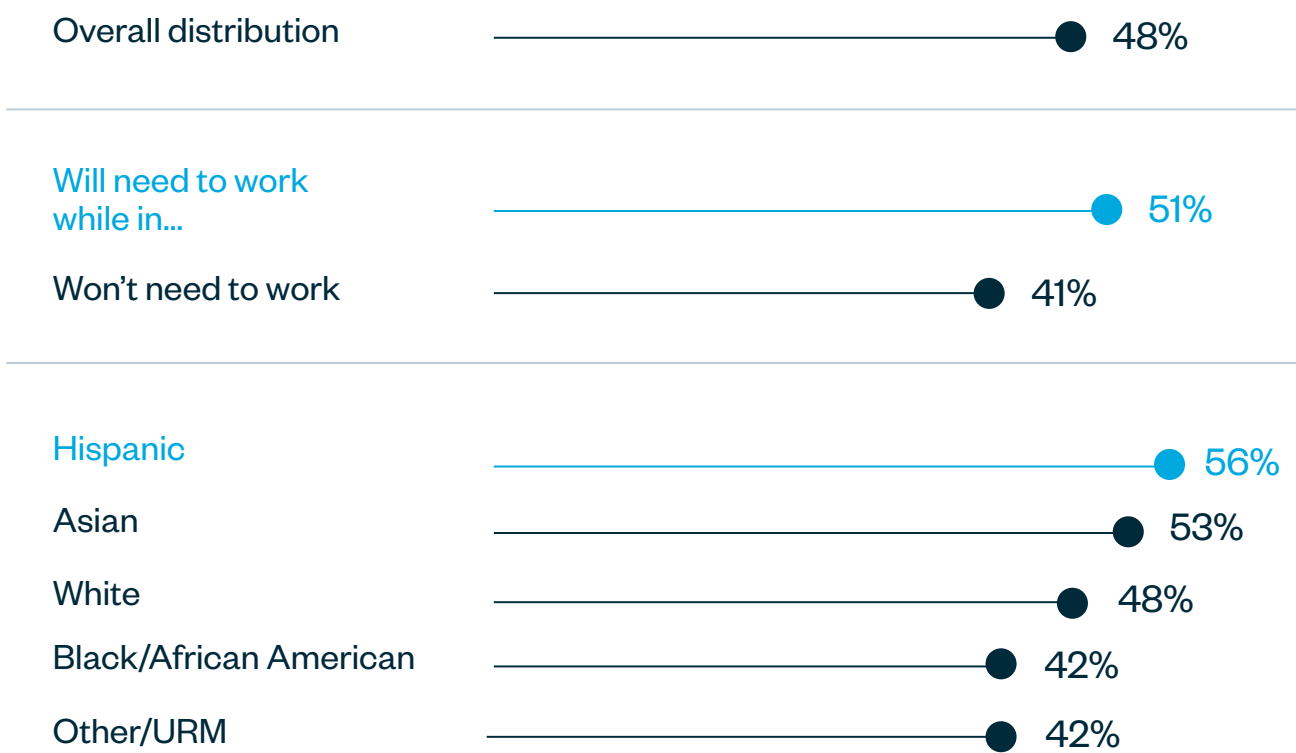 Overall distribution 48%
Will need to work
while in... 51%
Won't need to work 41%
Hispanic 56%
Asian 53%
White 48%
Black/African American 42%
Other/URM 42%